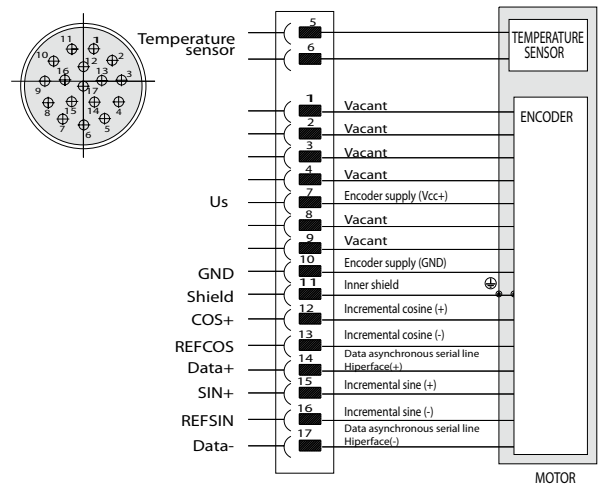 11 1
10 12 2
16 13 3
9 17
8 15 14 4
7 6 5
Temperature
sensor
5
6
TEMPERATURE
SENSOR
1 Vacant
ENCODER
2 Vacant
3 Vacant
4 Vacant
Us 7 Encoder supply (Vcc+)
8 Vacant
9 Vacant
GND 10 Encoder supply (GND)
Shield 11 Inner shield
COS+ 12 Incremental cosine (+)
REFCOS 13 Incremental cosine (-)
Data+ 14 Data asynchronous serial line
Hiperface(+)
SIN+ 15 Incremental sine (+)
REFSIN 16 Incremental sine (-)
Data- 17 Data asynchronous serial line
Hiperface(-)
MOTOR